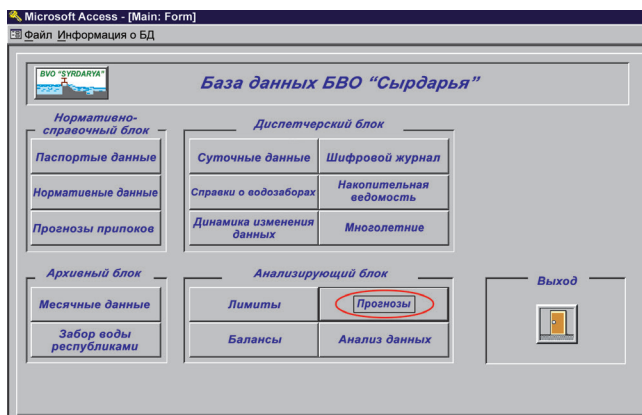 Microsoft Access - [Main: Form]
Файл Информация о БД
BVO "SYRDARYA"
База данных БВО "Сырдарья"
Нормативно-
справочный блок
Паспортые данные
Нормативные данные
Прогнозы припоков
Диспетчерский блок
Суточные данные
Шифровой журнал
Справки о водозаборах
Накопительная
ведомость
Динамика изменения
данных
Многолетние
Архивный блок
Месячные данные
Забор воды
республиками
Анализирующий блок
Лимиты
Прогнозы
Балансы
Анализ данных
Выход